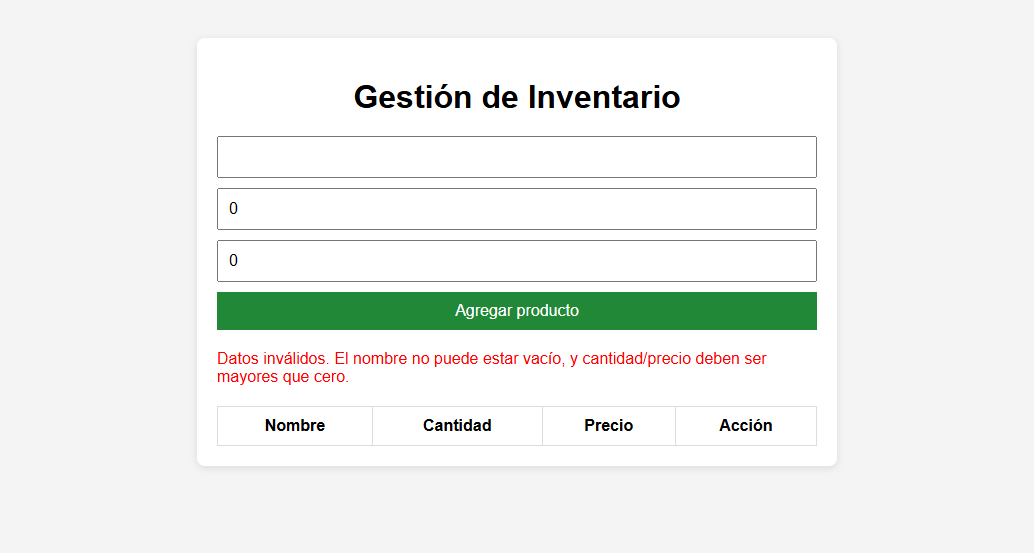 Gestión de Inventario
0
0
Agregar producto
Datos inválidos. El nombre no puede estar vacío, y cantidad/precio deben ser
mayores que cero.
Nombre Cantidad Precio Acción